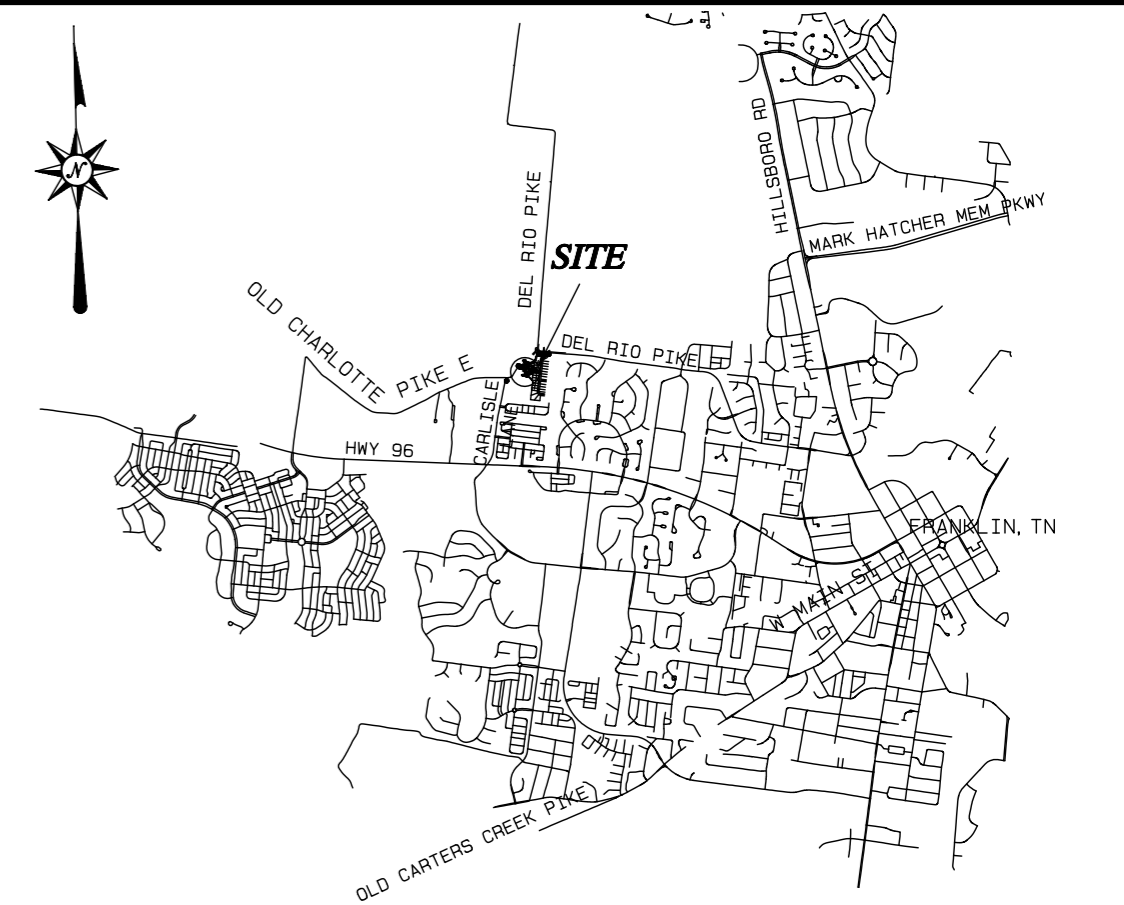 HILLSBORO RD
N
DEL RIO PIKE
MARK HATCHER MEM PKWY
SITE
OLD CHARLOTTE PIKE E
DEL RIO PIKE
CARLISLE
LANE
HWY 96
FRANKLIN, TN
W MAIN ST
OLD CARTERS CREEK PIKE